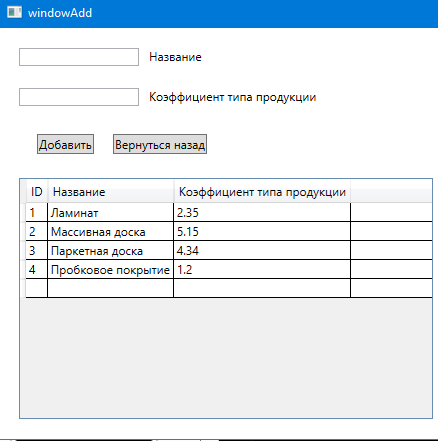 windowAdd
Название
Коэффициент типа продукции
Добавить Вернуться назад
ID Название Коэффициент типа продукции
1 Ламинат 2.35
2 Массивная доска 5.15
3 Паркетная доска 4.34
4 Пробковое покрытие 1.2